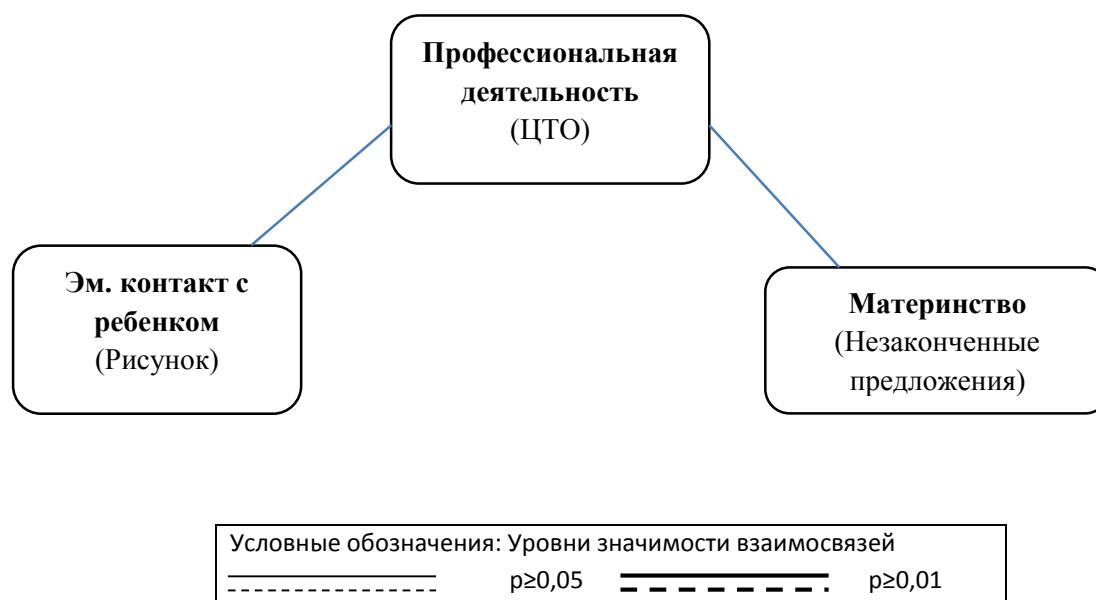 Профессиональная
деятельность
(ЦТО)
Эм. контакт с
ребенком
(Рисунок)
Материнство
(Незаконченные
предложения)
Условные обозначения: Уровни значимости взаимосвязей
p≥0,05 p≥0,01